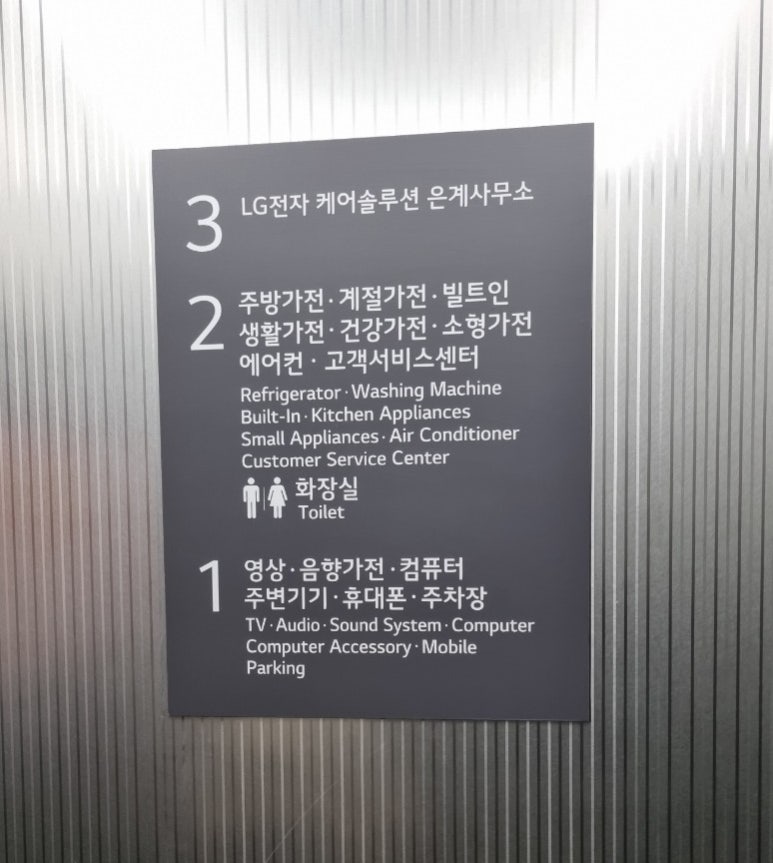 3
LG전자 케어솔루션 은계사무소
2
주방가전·계절가전·빌트인
생활가전·건강가전·소형가전
에어컨·고객서비스센터
Refrigerator·Washing Machine
Built-In·Kitchen Appliances
Small Appliances·Air Conditioner
Customer Service Center
화장실
Toilet
1
영상·음향가전·컴퓨터
주변기기·휴대폰·주차장
TV·Audio·Sound System·Computer
Computer Accessory·Mobile
Parking